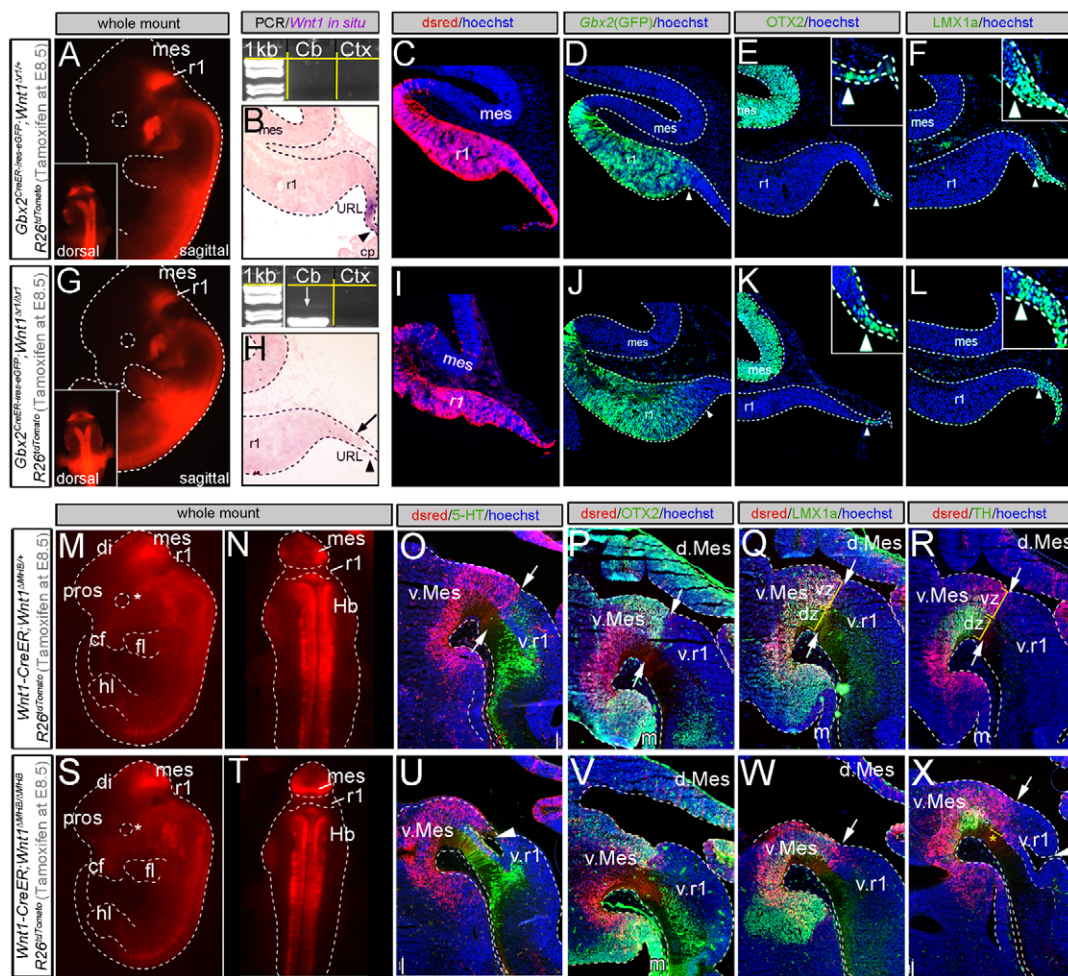 whole mount
PCR/Wnt1 in situ
dsred/hoechst
Gbx2(GFP)/hoechst
OTX2/hoechst
LMX1a/hoechst
Gbx2CreER-ires-eGFP;Wnt1Δr1/+
R26tdTomato (Tamoxifen at E8.5)
A
mes
r1
dorsal
sagittal
1kb
Cb
Ctx
B
mes
r1
URL
cp
C
mes
r1
D
mes
r1
E
mes
r1
F
mes
r1
Gbx2CreER-ires-eGFP;Wnt1Δr1/Δr1
R26tdTomato (Tamoxifen at E8.5)
G
mes
r1
dorsal
sagittal
1kb
Cb
Ctx
H
r1
URL
I
mes
r1
J
mes
r1
K
mes
r1
L
mes
r1
whole mount
dsred/5-HT/hoechst
dsred/OTX2/hoechst
dsred/LMX1a/hoechst
dsred/TH/hoechst
Wnt1-CreER;Wnt1ΔMHB/+
R26tdTomato (Tamoxifen at E8.5)
M
di
mes
r1
pros
*
cf
fl
hl
N
mes
r1
Hb
O
v.Mes
v.r1
P
d.Mes
v.Mes
v.r1
m
Q
d.Mes
v.Mes
vz
dz
v.r1
m
R
d.Mes
v.Mes
vz
dz
v.r1
m
Wnt1-CreER;Wnt1ΔMHB/ΔMHB
R26tdTomato (Tamoxifen at E8.5)
S
di
mes
r1
pros
*
cf
fl
hl
T
mes
r1
Hb
U
v.Mes
v.r1
V
d.Mes
v.Mes
v.r1
m
W
d.Mes
v.Mes
v.r1
X
v.Mes
v.r1